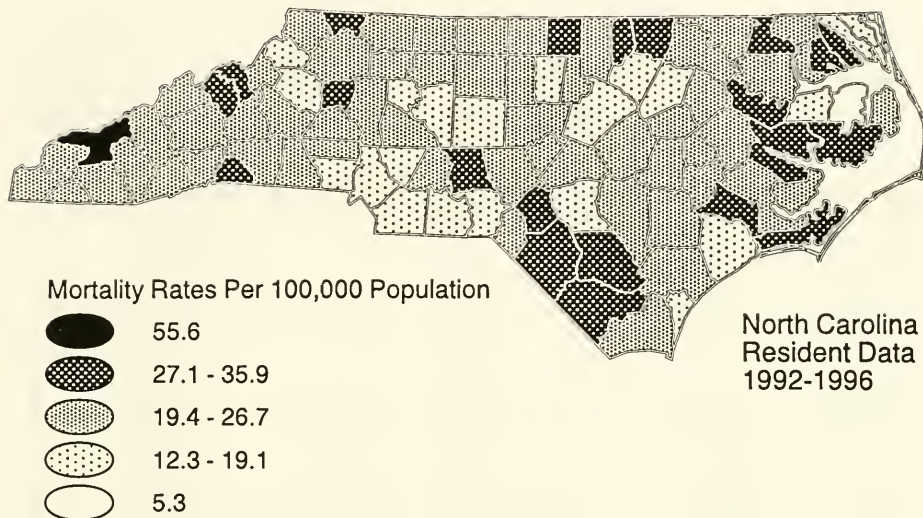 Mortality Rates Per 100,000 Population
55.6
27.1 - 35.9
19.4 - 26.7
12.3 - 19.1
5.3
North Carolina
Resident Data
1992-1996